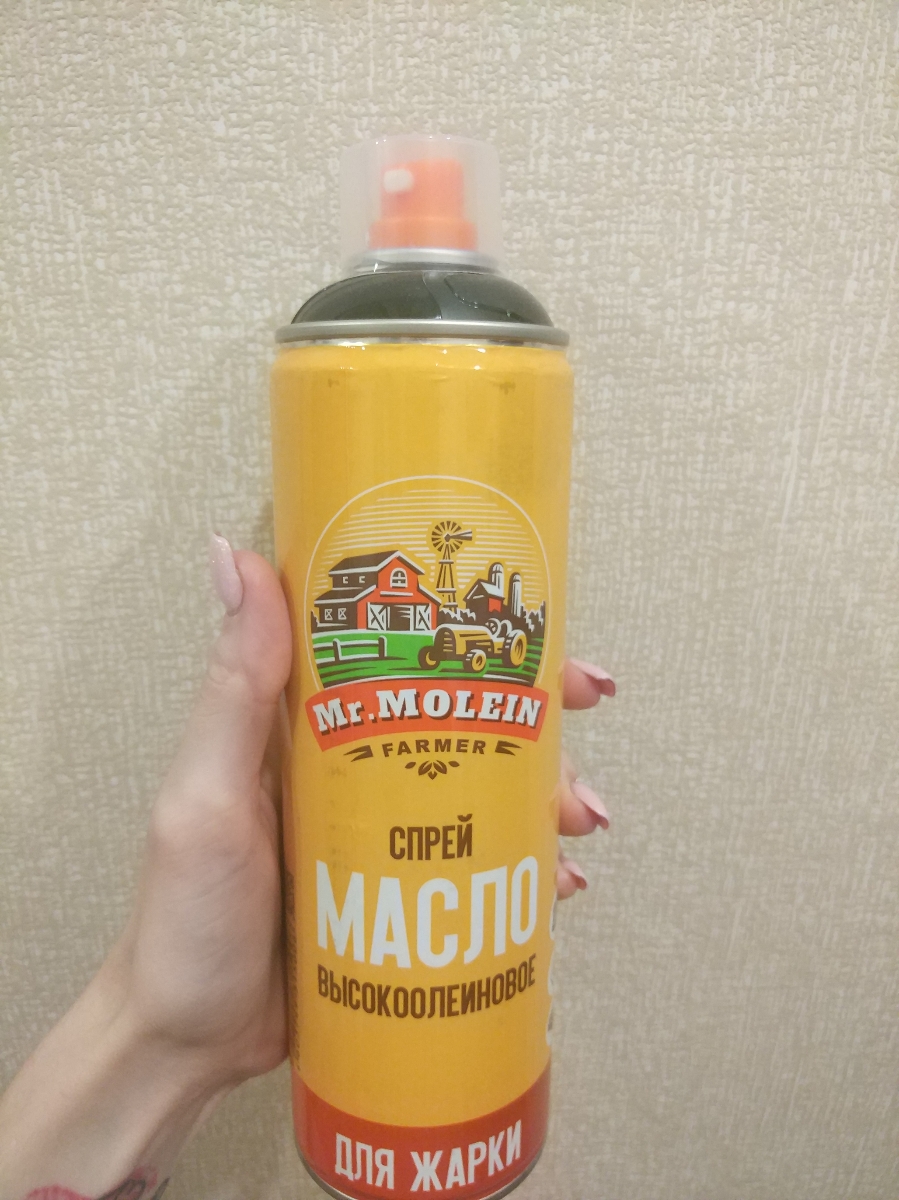 Mr. MOLEIN
FARMER
СПРЕЙ
МАСЛО
ВЫСОКООЛЕИНОВОЕ
ДЛЯ ЖАРКИ